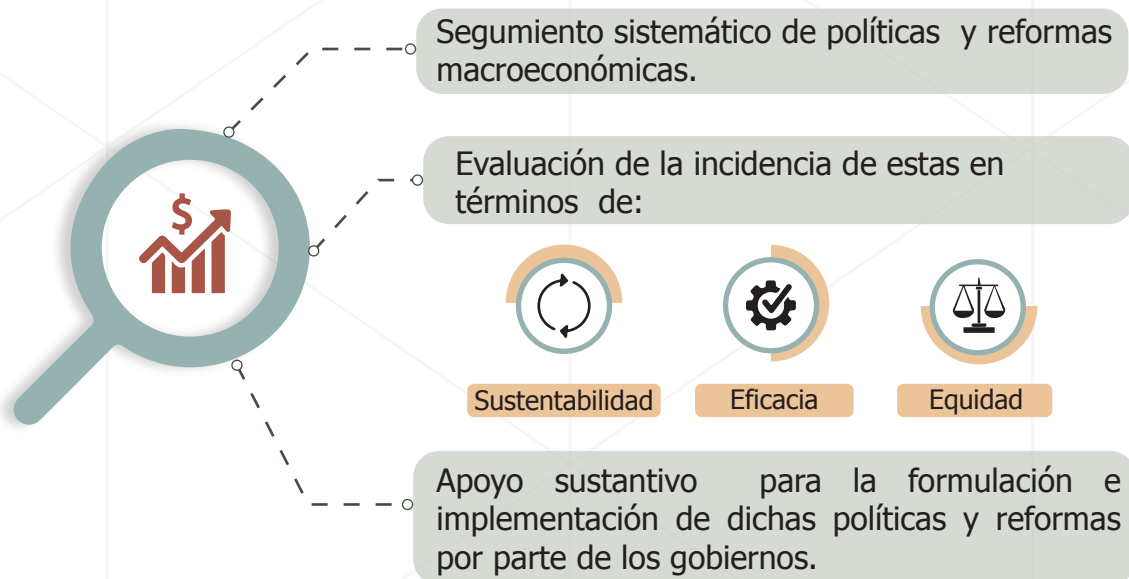 Segumiento sistemático de políticas y reformas
macroeconómicas.
Evaluación de la incidencia de estas en
términos de:
$
Sustentabilidad Eficacia Equidad
Apoyo sustantivo para la formulación e
implementación de dichas políticas y reformas
por parte de los gobiernos.